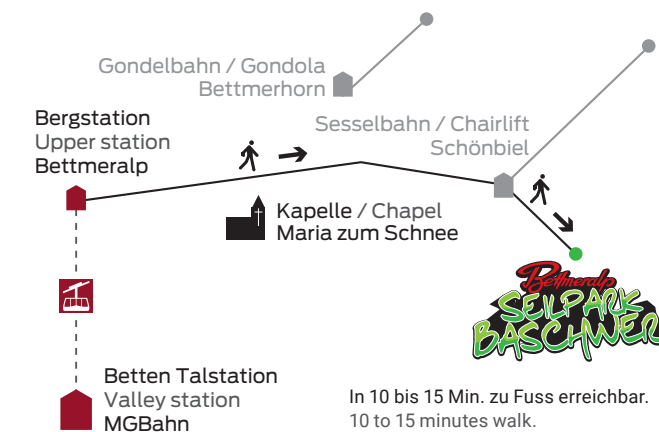 Gondelbahn / Gondola
Bettmerhorn
Bergstation
Upper station
Bettmeralp
Sesselbahn / Chairlift
Schönbiel
Kapelle / Chapel
Maria zum Schnee
Bettmeralp
SEILPARK
BASCHWERI
Betten Talstation
Valley station
MGBahn
In 10 bis 15 Min. zu Fuss erreichbar.
10 to 15 minutes walk.